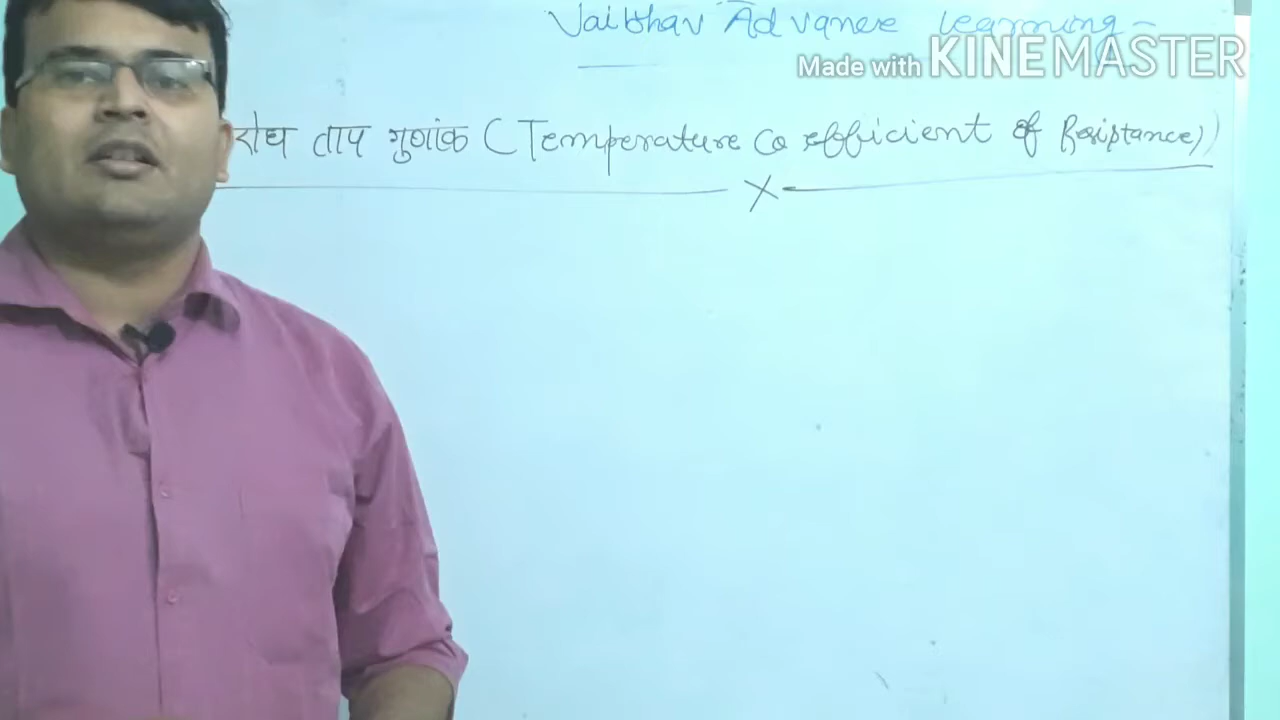 Vaibhav Advance learning -
Made with KINEMASTER
रोध ताप गुणांक (Temperature Co efficient of Resistance))
X